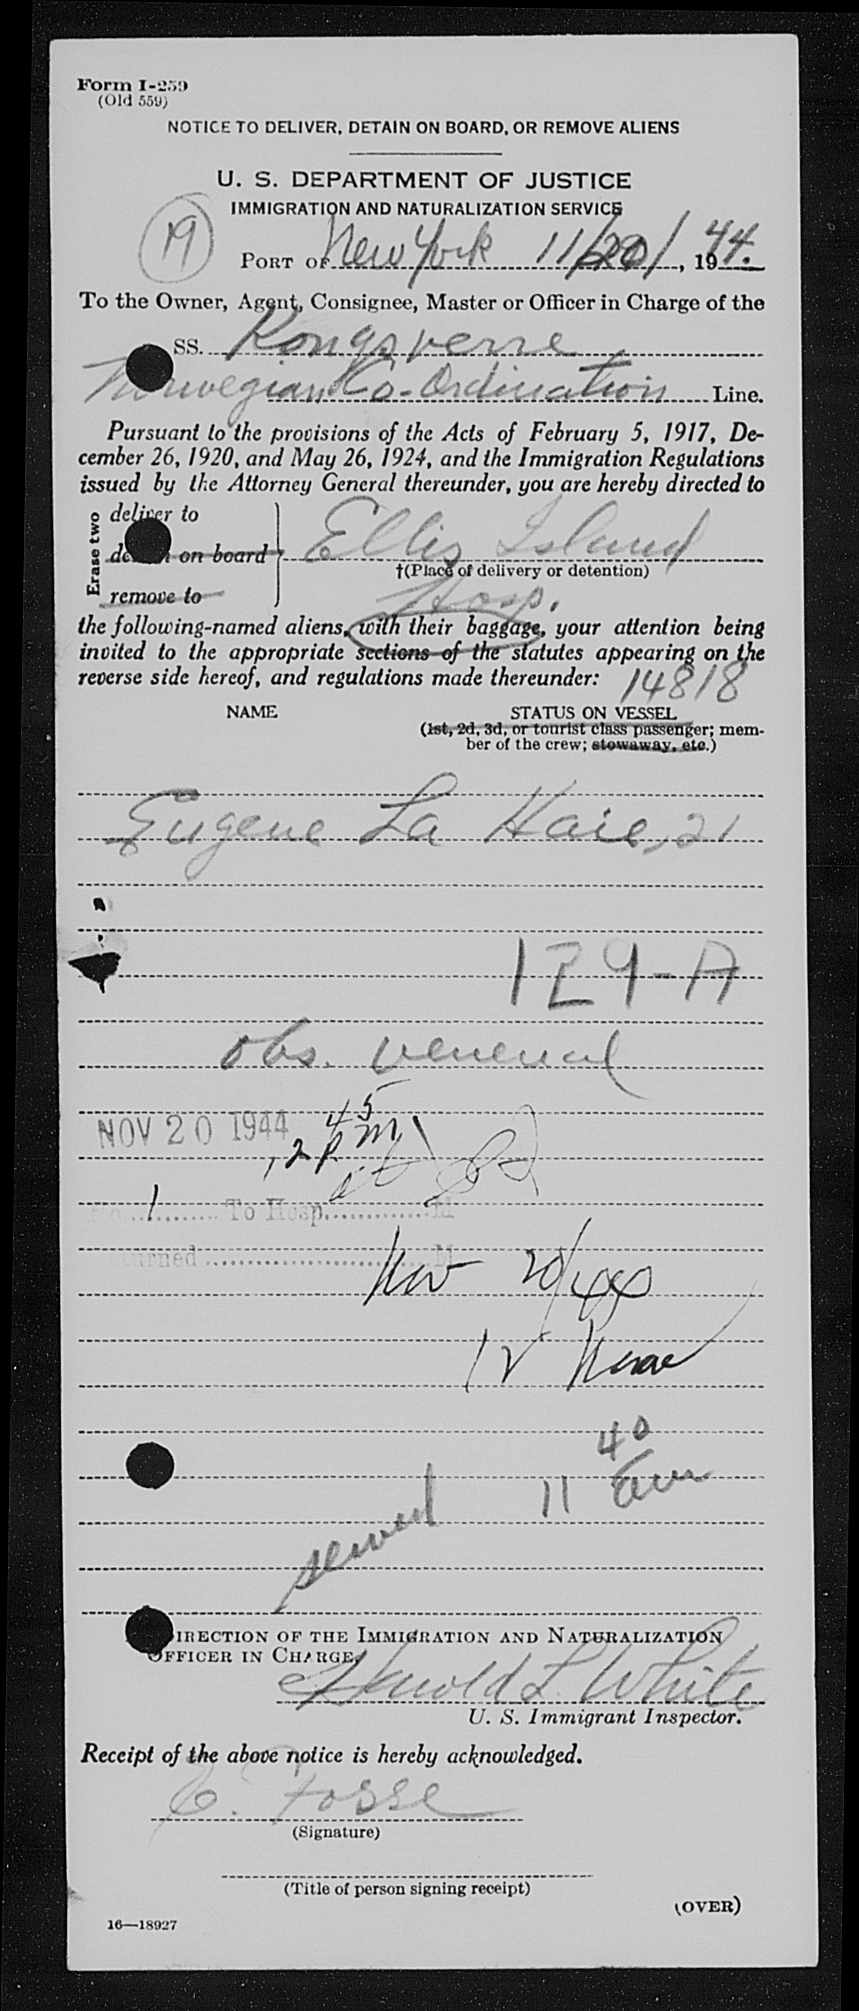 Form I-259
(Old 559)
NOTICE TO DELIVER, DETAIN ON BOARD, OR REMOVE ALIENS
U. S. DEPARTMENT OF JUSTICE
IMMIGRATION AND NATURALIZATION SERVICE
19
PORT OF New York 11/20/, 1944.
To the Owner, Agent, Consignee, Master or Officer in Charge of the
SS. Kongsverre
Norwegian Co-Ordination Line.
Pursuant to the provisions of the Acts of February 5, 1917, De-
cember 26, 1920, and May 26, 1924, and the Immigration Regulations
issued by the Attorney General thereunder, you are hereby directed to
Erase two
deliver to
on board
remove to
Ellis Island
†(Place of delivery or detention)
Hosp.
the following-named aliens, with their baggage, your attention being
invited to the appropriate sections of the statutes appearing on the
reverse side hereof, and regulations made thereunder:
14818
NAME STATUS ON VESSEL
(1st, 2d, 3d, or tourist class passenger; mem-
ber of the crew; stowaway, etc.)
Eugene La Haie, 21
129-A
obs. venereal
NOV 20 1944 12 45 P.M
1 To Hosp. M
urned M
Nov 20/44
12 Noon
11 40 am
served
DIRECTION OF THE IMMIGRATION AND NATURALIZATION
OFFICER IN CHARGE,
Harold L. White
U. S. Immigrant Inspector.
Receipt of the above notice is hereby acknowledged.
E. Fosse
(Signature)
(Title of person signing receipt)
(OVER)
16—18927